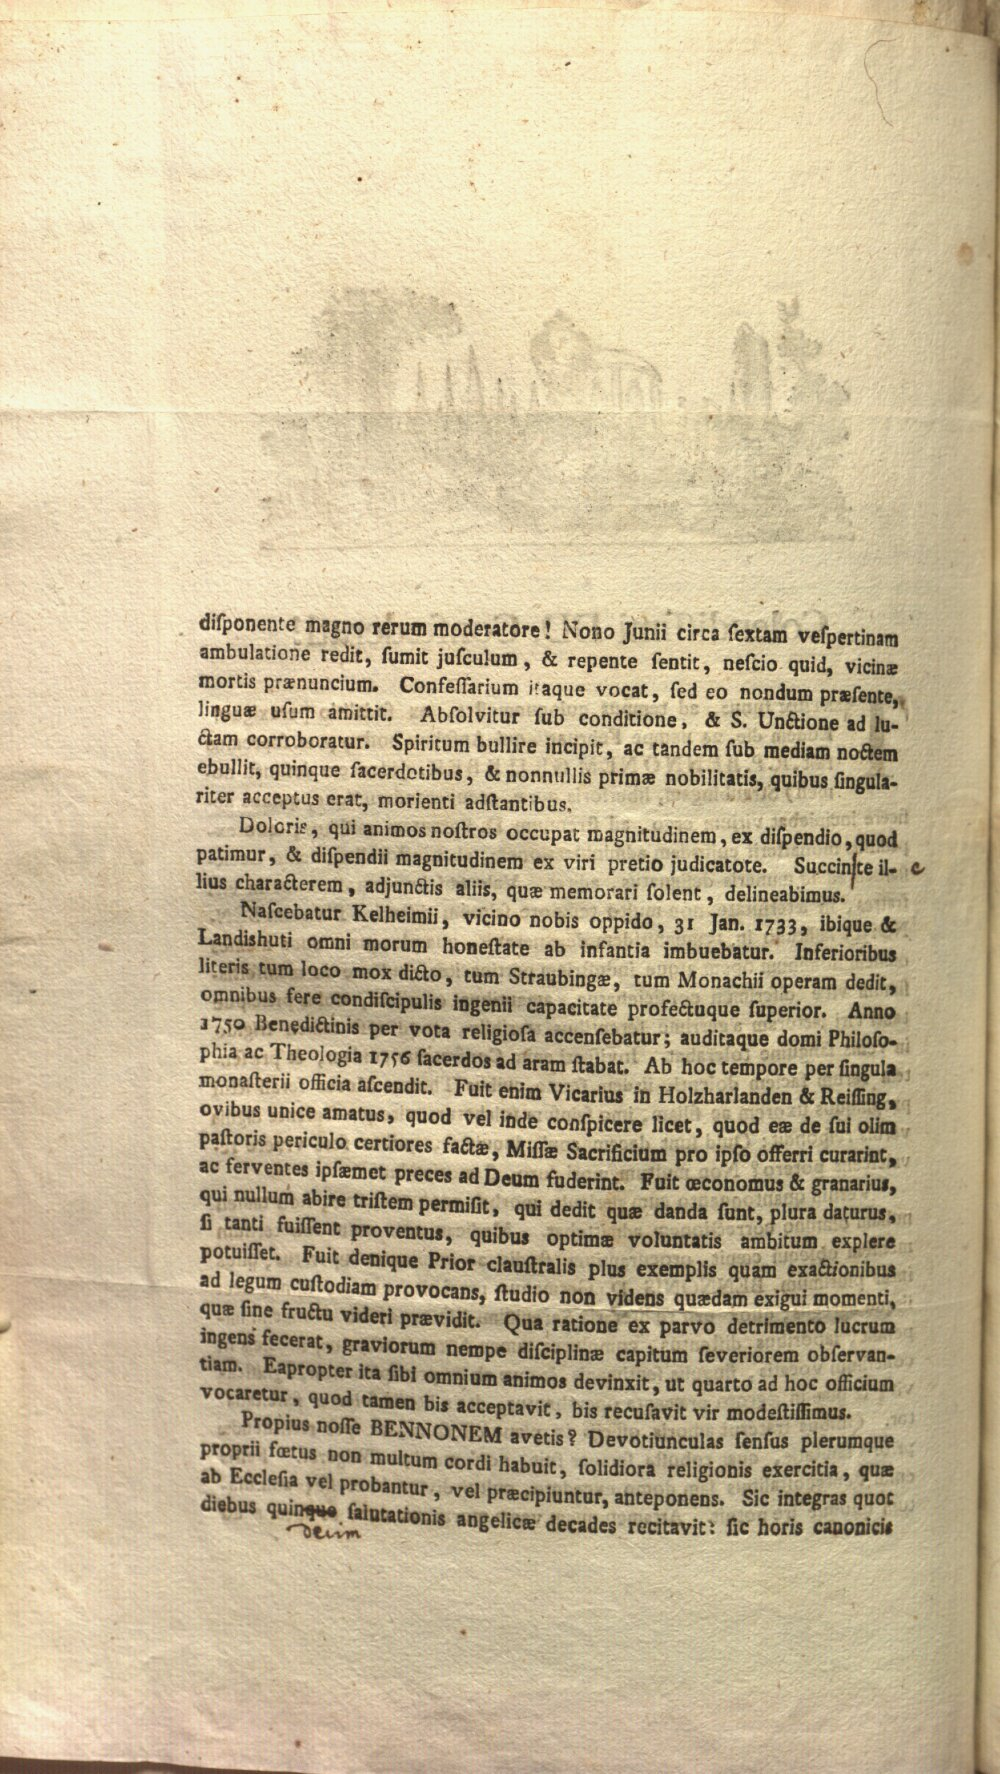 diſponente magno rerum moderatore! Nono Junii circa ſextam veſpertinam
ambulatione redit, ſumit juſculum, & repente ſentit, neſcio quid, vicinæ
mortis prænuncium. Confeſſarium itaque vocat, ſed eo nondum præſente,
linguæ uſum amittit. Abſolvitur ſub conditione, & S. Unctione ad lu-
ctam corroboratur. Spiritum bullire incipit, ac tandem ſub mediam noctem
ebullit, quinque ſacerdotibus, & nonnullis primæ nobilitatis, quibus ſingula-
riter acceptus erat, morienti adſtantibus.
Doloris, qui animos noſtros occupat magnitudinem, ex diſpendio, quod
patimur, & diſpendii magnitudinem ex viri pretio judicatote. Succinte il- c
lius characterem, adjunctis aliis, quæ memorari ſolent, delineabimus.
Naſcebatur Kelheimii, vicino nobis oppido, 31 Jan. 1733, ibique &
Landishuti omni morum honeſtate ab infantia imbuebatur. Inferioribus
literis tum loco mox dicto, tum Straubingæ, tum Monachii operam dedit,
omnibus fere condiſcipulis ingenii capacitate profectuque ſuperior. Anno
1750 Benedictinis per vota religioſa accenſebatur; auditaque domi Philoſo-
phia ac Theologia 1756 ſacerdos ad aram ſtabat. Ab hoc tempore per ſingula
monaſterii officia aſcendit. Fuit enim Vicarius in Holzharlanden & Reiſſing,
ovibus unice amatus, quod vel inde conſpicere licet, quod eæ de ſui olim
paſtoris periculo certiores factæ, Miſſæ Sacrificium pro ipſo offerri curarint,
ac ferventes ipſæmet preces ad Deum fuderint. Fuit œconomus & granarius,
qui nullum abire triſtem permiſit, qui dedit quæ danda ſunt, plura daturus,
ſi tanti fuiſſent proventus, quibus optimæ voluntatis ambitum explere
potuiſſet. Fuit denique Prior clauſtralis plus exemplis quam exactionibus
ad legum cuſtodiam provocans, ſtudio non videns quædam exigui momenti,
quæ ſine fructu videri prævidit. Qua ratione ex parvo detrimento lucrum
ingens fecerat, graviorum nempe diſciplinæ capitum ſeveriorem obſervan-
tiam. Eapropter ita ſibi omnium animos devinxit, ut quarto ad hoc officium
vocaretur, quod tamen bis acceptavit, bis recuſavit vir modeſtiſſimus.
Propius noſſe BENNONEM avetis? Devotiunculas ſenſus plerumque
proprii fœtus non multum cordi habuit, ſolidiora religionis exercitia, quæ
ab Eccleſia vel probantur, vel præcipiuntur, anteponens. Sic integras quot
diebus quinque ſalutationis angelicæ decades recitavit: ſic horis canonicis
decim